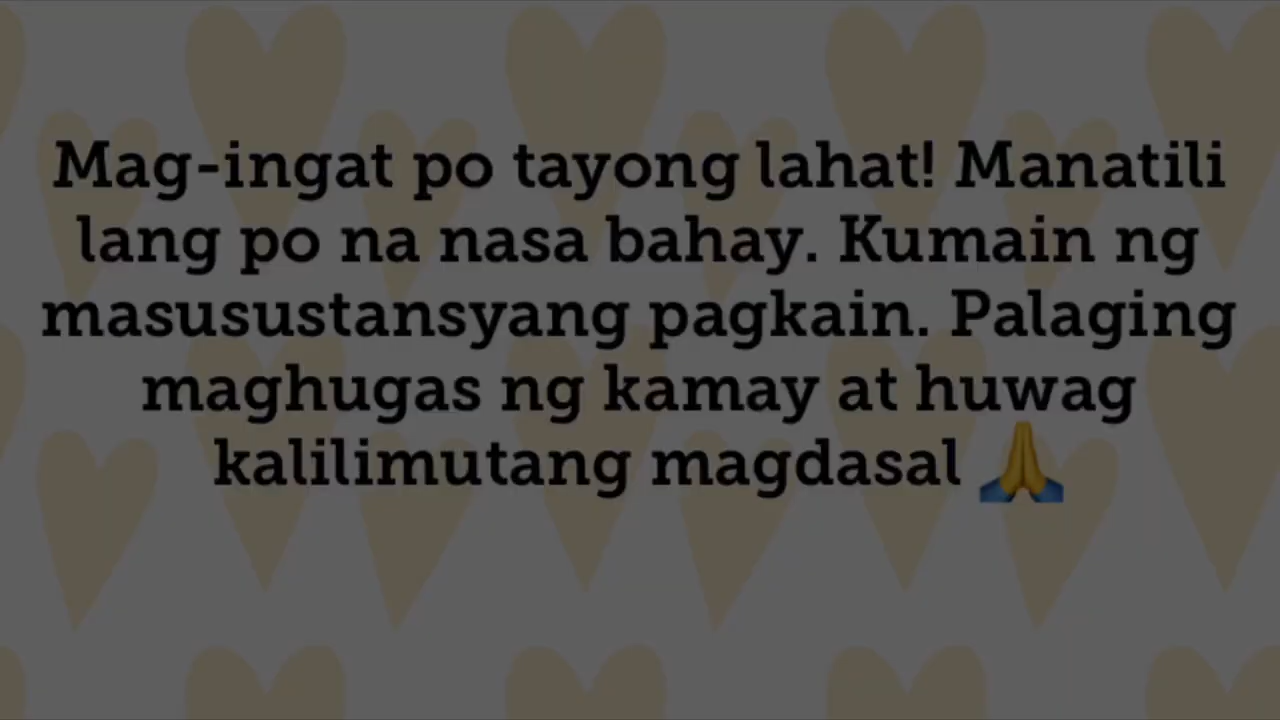 Mag-ingat po tayong lahat! Manatili
lang po na nasa bahay. Kumain ng
masusustansyang pagkain. Palaging
maghugas ng kamay at huwag
kalilimutang magdasal 🙏